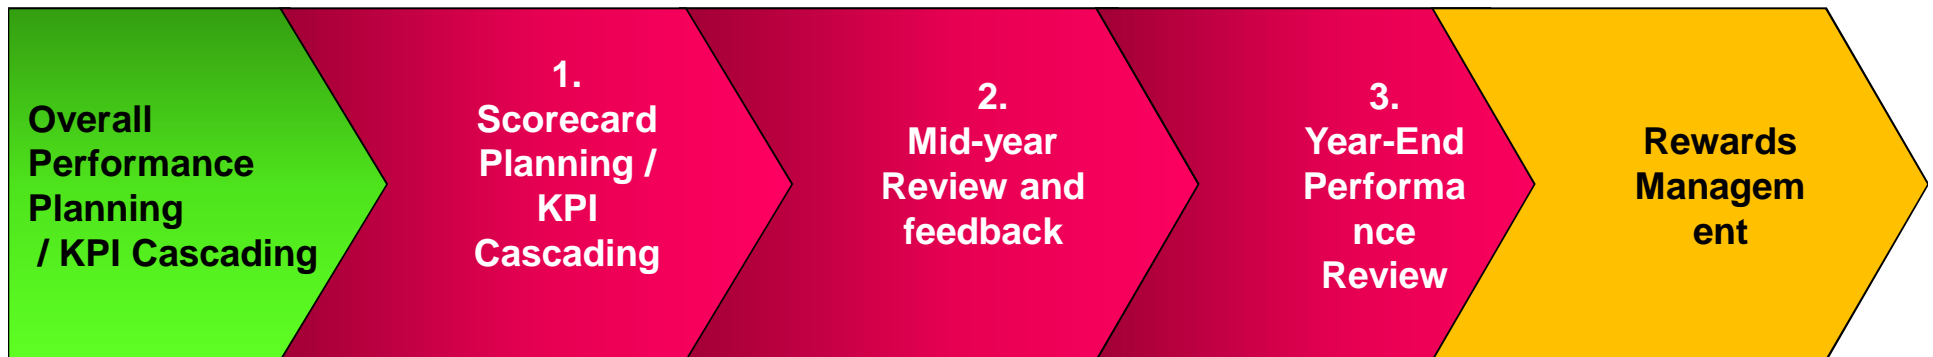 Overall
Performance
Planning
/ KPI Cascading
1.
Scorecard
Planning /
KPI
Cascading
2.
Mid-year
Review and
feedback
3.
Year-End
Performa
nce
Review
Rewards
Managem
ent